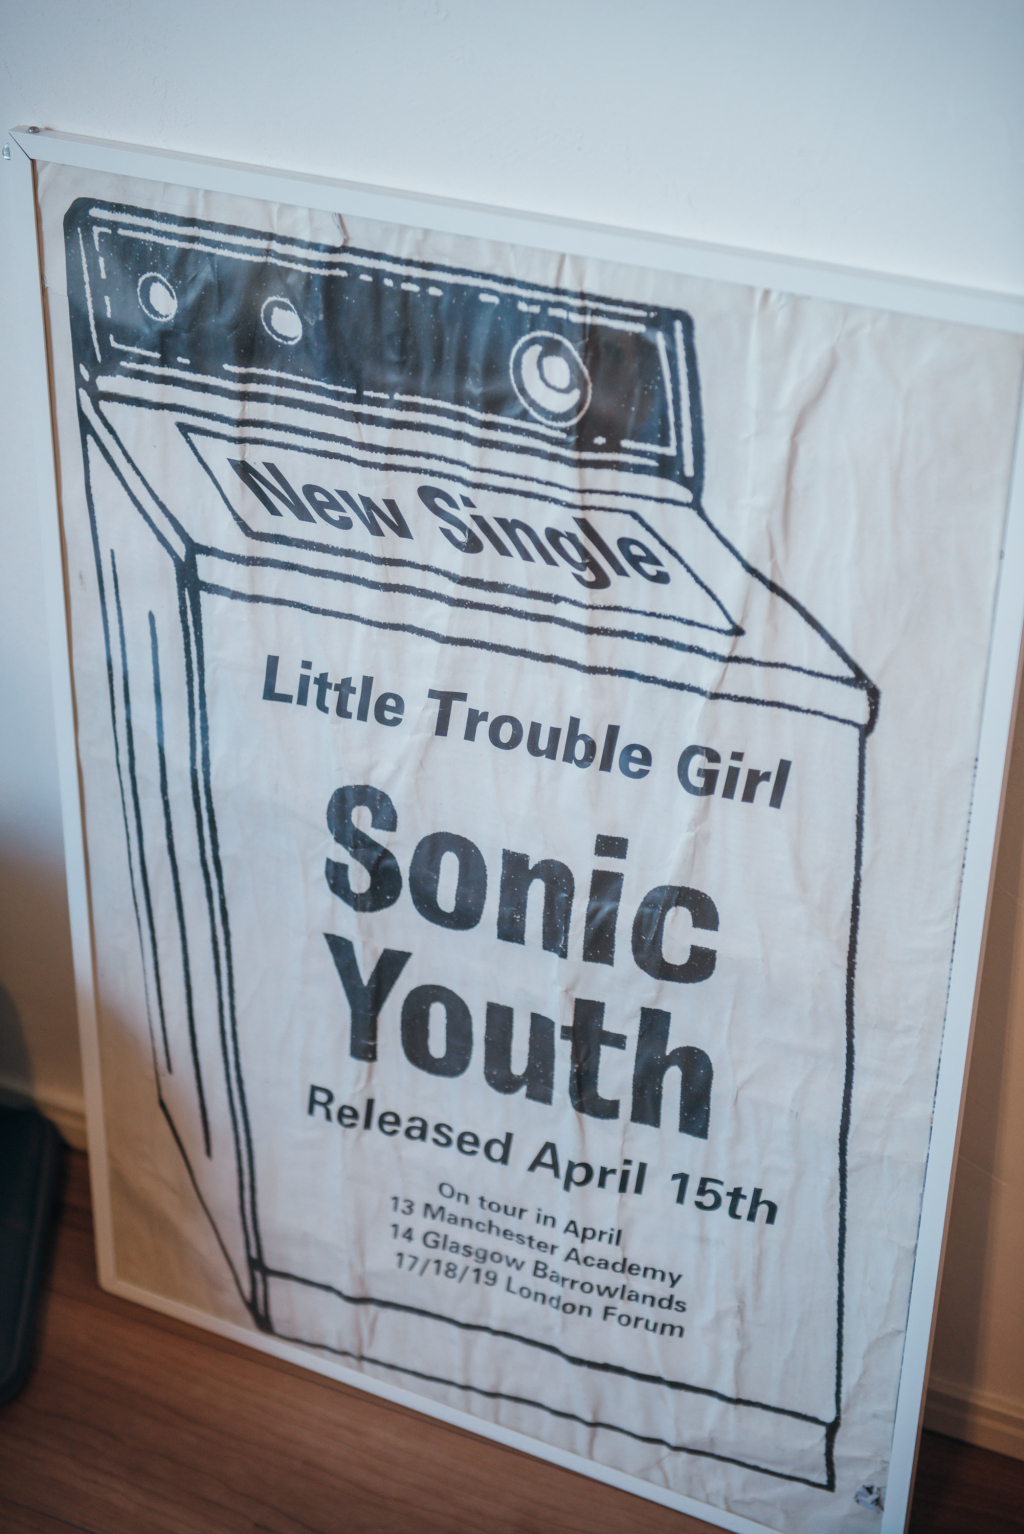 New Single
Little Trouble Girl
Sonic
Youth
Released April 15th
On tour in April
13 Manchester Academy
14 Glasgow Barrowlands
17/18/19 London Forum